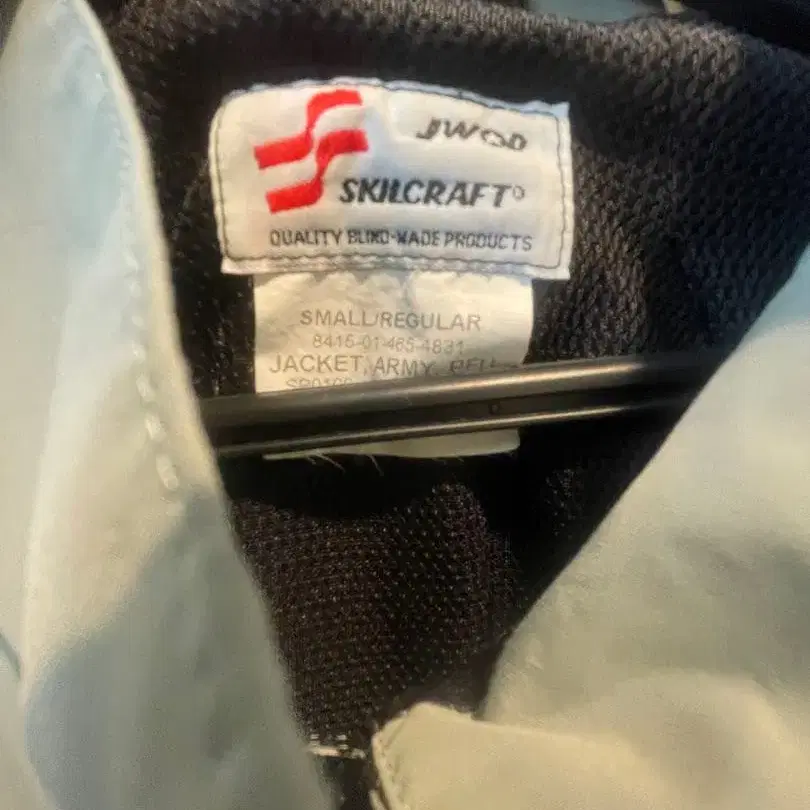 JWOD
SKILCRAFT®
QUALITY BLIND-MADE PRODUCTS
SMALL/REGULAR
8415-01-465-4831
JACKET, ARMY,